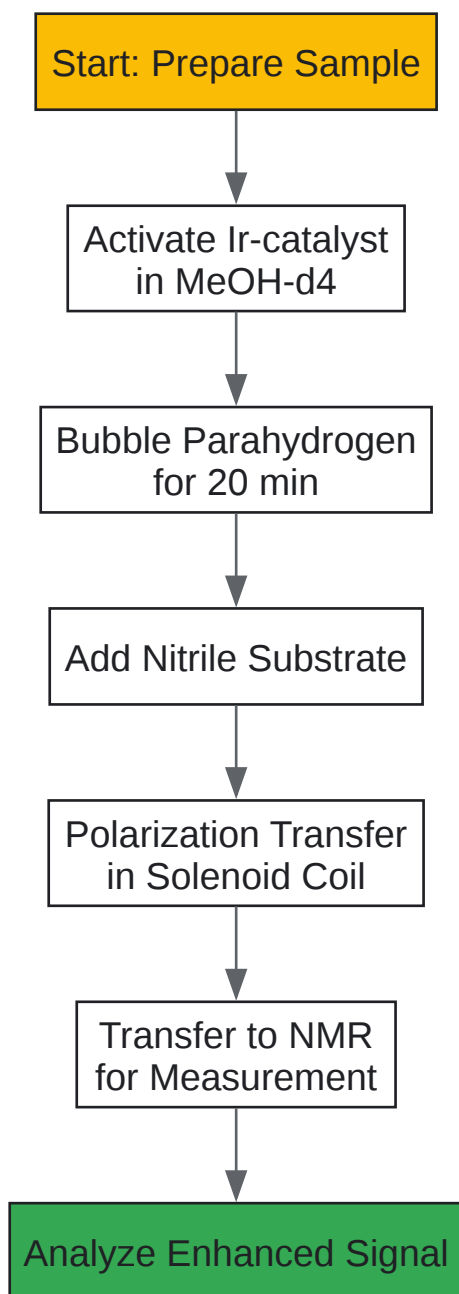 Start: Prepare Sample
Activate Ir-catalyst
in MeOH-d4
Bubble Parahydrogen
for 20 min
Add Nitrile Substrate
Polarization Transfer
in Solenoid Coil
Transfer to NMR
for Measurement
Analyze Enhanced Signal